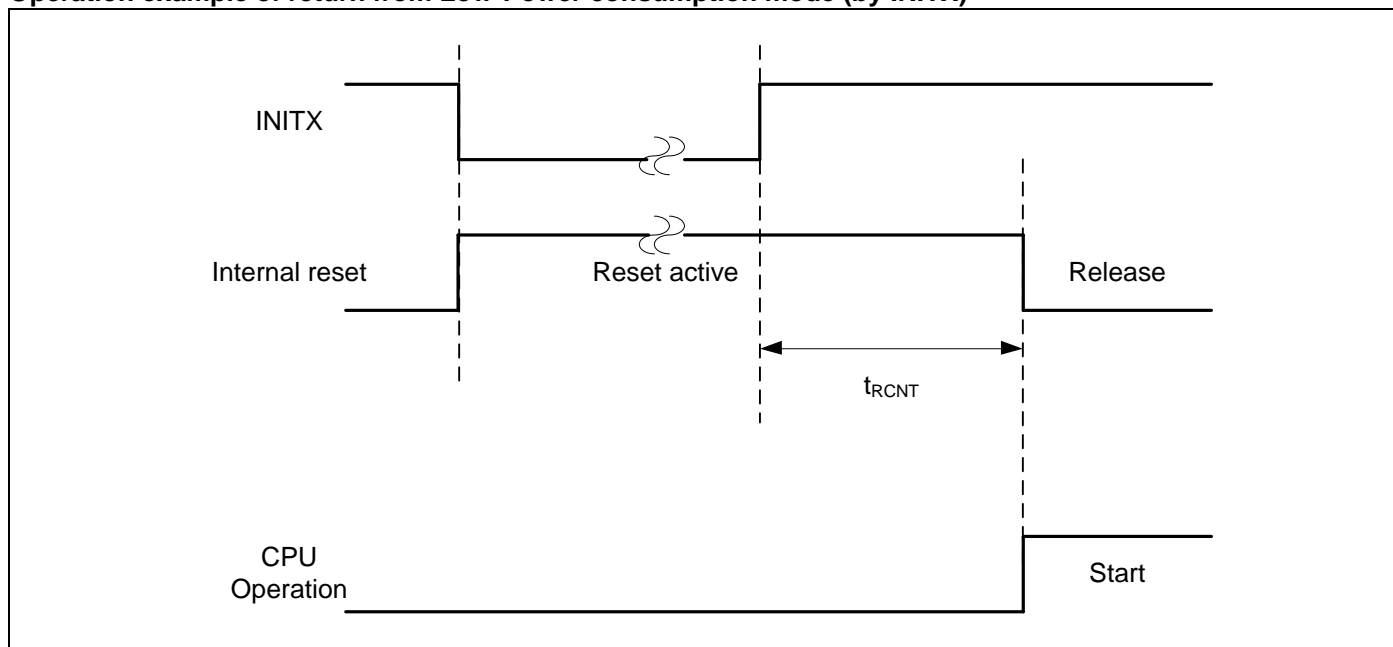 Operation example of return from Low-Power consumption mode (by INITX)
INITX
Internal reset
Reset active
Release
tRCNT
CPU
Operation
Start